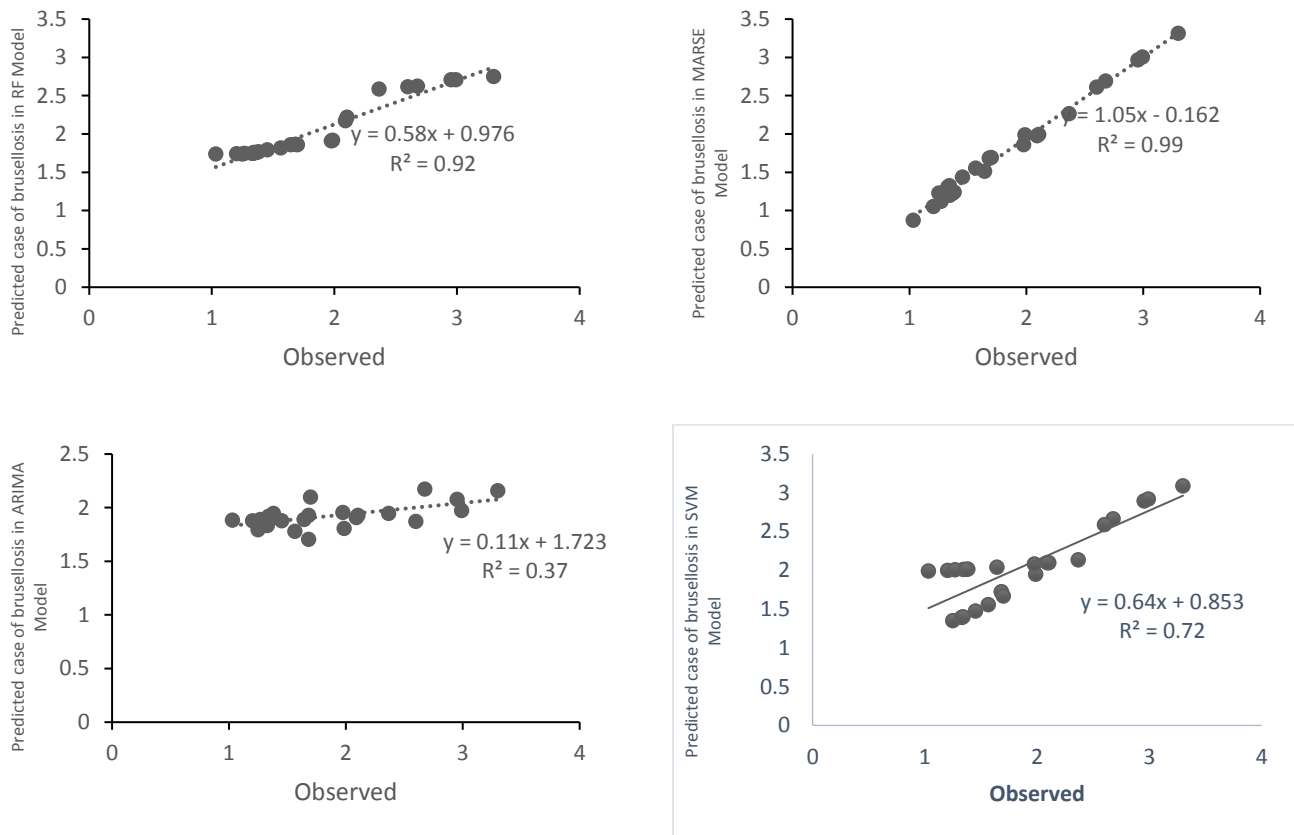 Predicted case of brusellosis in RF Model
3.5
3
2.5
2
1.5
1
0.5
0
0
1
2
3
4
y = 0.58x + 0.976
R² = 0.92
Observed
Predicted case of brusellosis in MARSE
Model
3.5
3
2.5
2
1.5
1
0.5
0
0
1
2
3
4
y = 1.05x - 0.162
R² = 0.99
Observed
Predicted case of brusellosis in ARIMA
Model
2.5
2
1.5
1
0.5
0
0
1
2
3
4
y = 0.11x + 1.723
R² = 0.37
Observed
Predicted case of brusellosis in SVM
Model
3.5
3
2.5
2
1.5
1
0.5
0
0
1
2
3
4
y = 0.64x + 0.853
R² = 0.72
Observed